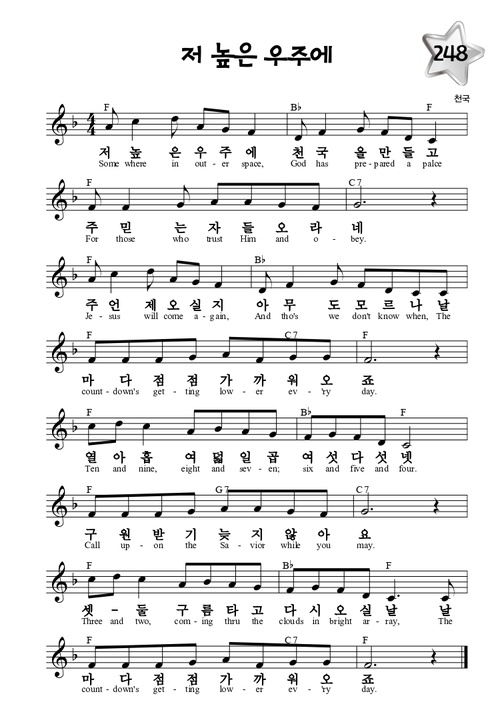 저 높은 우주에
248
천국
F B♭ F
저 높 은 우 주 에 천 국 을 만 들 고
Some where in out - er space, God has pre - pared a palce
F C7
주 믿 는 자 들 오 라 네
For those who trust Him and o - bey.
F B♭
주 언 제 오 실 지 아 무 도 모 르 나 날
Je - sus will come a - gain, And tho's we don't know when, The
F C7 F
마 다 점 점 가 까 워 오 죠
count - down's get - ting low - er ev - 'ry day.
F B♭ F
열 아 홉 여 덟 일 곱 여 섯 다 섯 넷
Ten and nine, eight and sev - en; six and five and four.
F G7 C7
구 원 받 기 늦 지 않 아 요
Call up - on the Sa - vior while you may.
F B♭ F C7
셋 - 둘 구 름 타 고 다 시 오 실 날 날
Three and two, com - ing thru the clouds in bright ar - ray, The
F C7 F
마 다 점 점 가 까 워 오 죠
count - down's get - ting low - er ev - 'ry day.